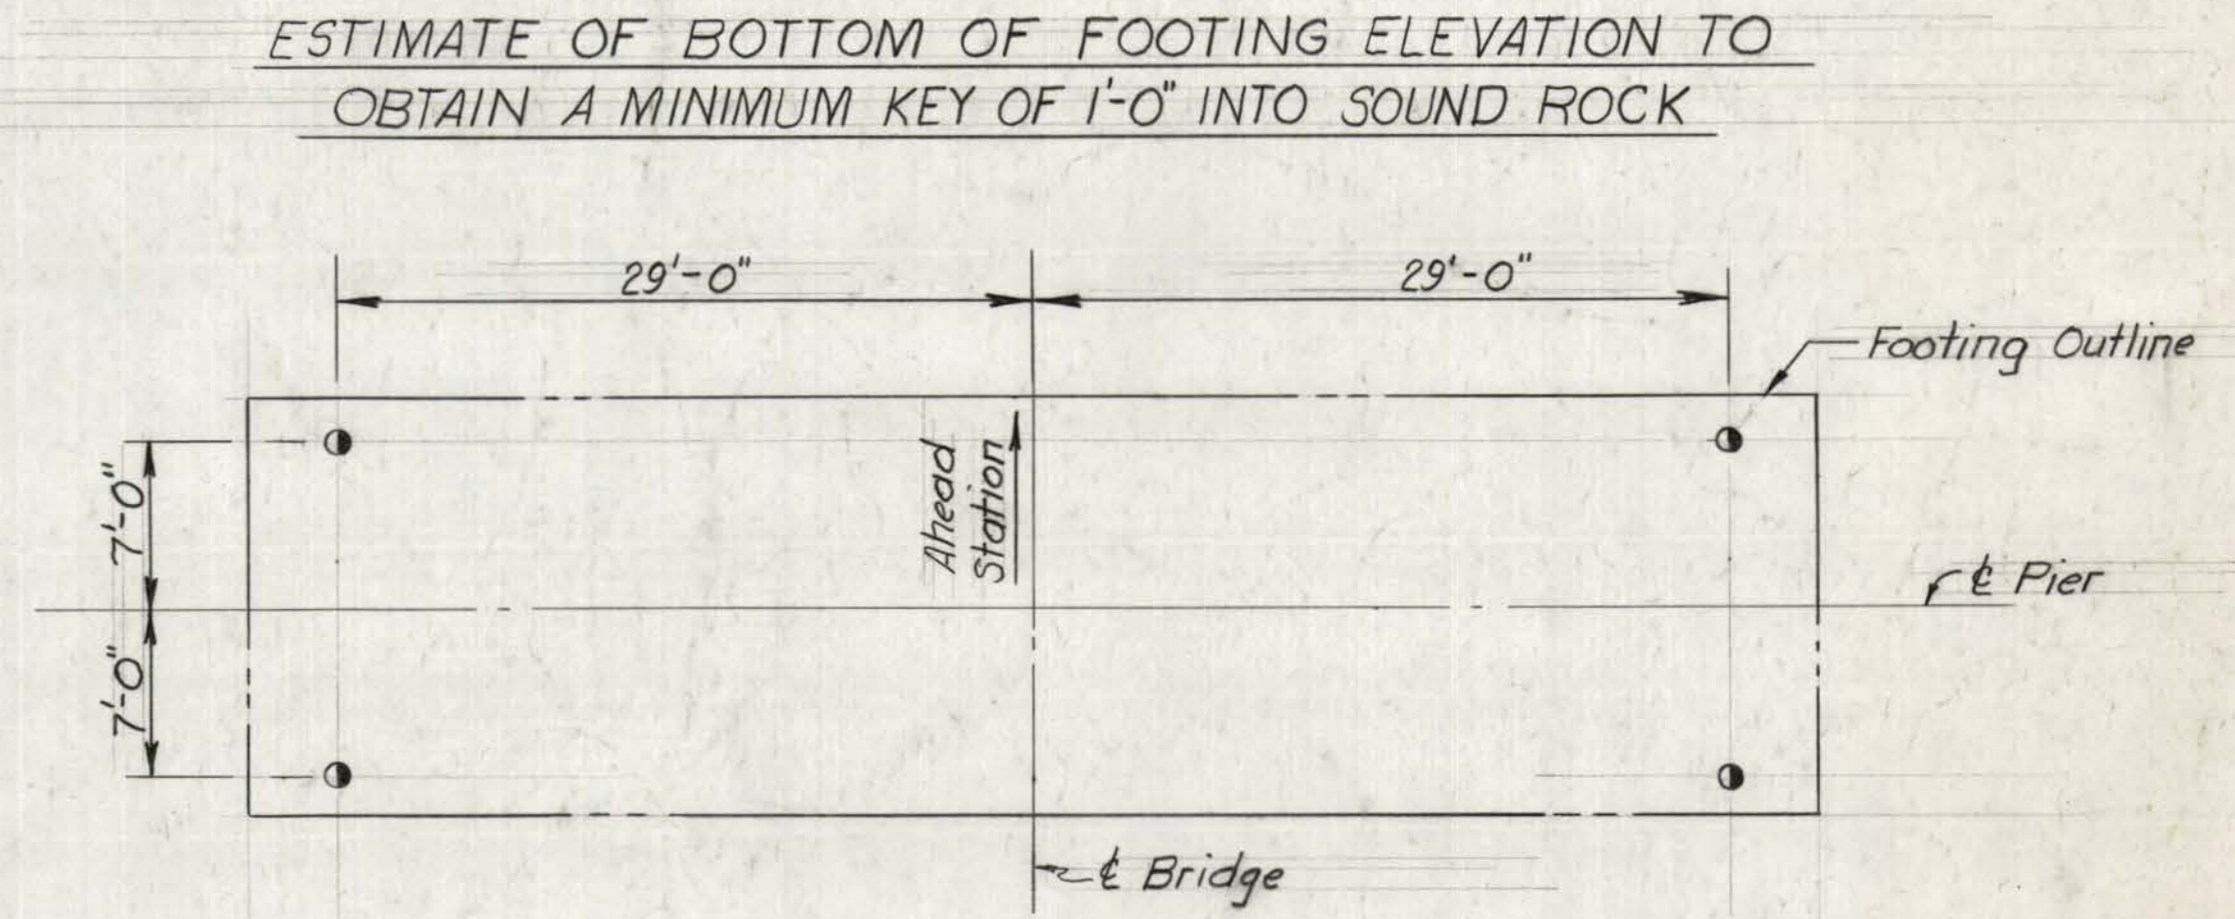 ESTIMATE OF BOTTOM OF FOOTING ELEVATION TO
OBTAIN A MINIMUM KEY OF 1'-0" INTO SOUND ROCK
29'-0"
29'-0"
Footing Outline
7'-0"
Ahead
Station
℄ Pier
7'-0"
℄ Bridge